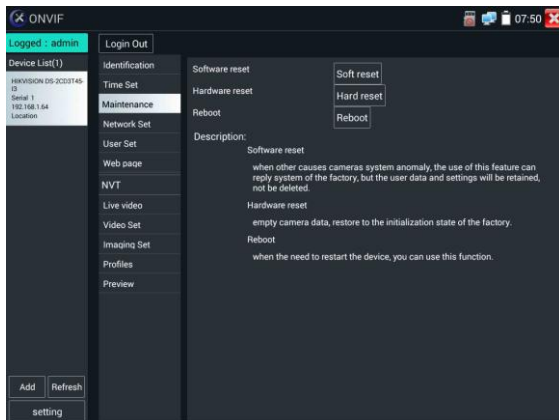 ONVIF
07:50
Logged : admin
Login Out
Device List(1)
HIKVISION DS-2CD3T45-
I3
Serial 1
192.168.1.64
Location
Add
Refresh
setting
Identification
Time Set
Maintenance
Network Set
User Set
Web page
NVT
Live video
Video Set
Imaging Set
Profiles
Preview
Software reset
Soft reset
Hardware reset
Hard reset
Reboot
Reboot
Description:
Software reset
when other causes cameras system anomaly, the use of this feature can
reply system of the factory, but the user data and settings will be retained,
not be deleted.
Hardware reset
empty camera data, restore to the initialization state of the factory.
Reboot
when the need to restart the device, you can use this function.